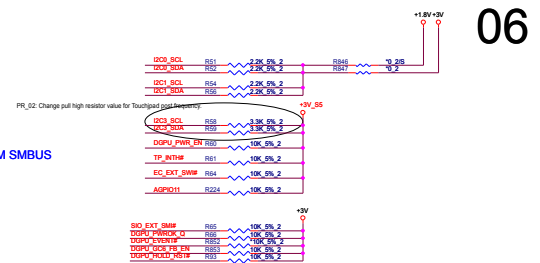 +1.8V +3V
06
I2C0_SCL R51 2.2K_5%_2 R846 *0_2/S
I2C0_SDA R52 2.2K_5%_2 R847 *0_2
I2C1_SCL R54 2.2K_5%_2
I2C1_SDA R56 2.2K_5%_2
PR_02: Change pull high resistor value for Touchpad post frequency.
+3V_S5
I2C3_SCL R58 3.3K_5%_2
I2C3_SDA R59 3.3K_5%_2
DGPU_PWR_EN R60 10K_5%_2
M SMBUS
TP_INTH# R61 10K_5%_2
EC_EXT_SWI# R64 10K_5%_2
AGPIO11 R224 10K_5%_2
+3V
SIO_EXT_SMI# R65 10K_5%_2
DGPU_PWROK_Q R66 10K_5%_2
DGPU_EVENT# R852 10K_5%_2
DGPU_GC6_FB_EN R853 10K_5%_2
DGPU_HOLD_RST# R93 10K_5%_2